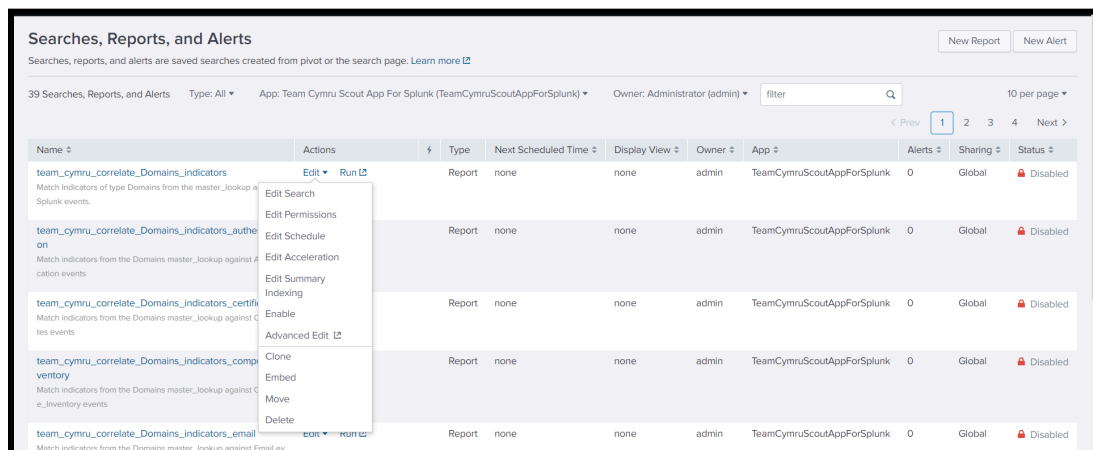 Searches, Reports, and Alerts
New Report
New Alert
Searches, reports, and alerts are saved searches created from pivot or the search page. Learn more
39 Searches, Reports, and Alerts Type: All App: Team Cymru Scout App For Splunk (TeamCymruScoutAppForSplunk) Owner: Administrator (admin) filter 10 per page
< Prev 1 2 3 4 Next >
Name Actions Type Next Scheduled Time Display View Owner App Alerts Sharing Status
team_cymru_correlate_Domains_indicators Edit Run Report none none admin TeamCymruScoutAppForSplunk 0 Global Disabled
Match Indicators of type Domains from the master_lookup
Splunk events.
Edit Search
Edit Permissions
Edit Schedule
Edit Acceleration
Edit Summary
Indexing
Enable
Advanced Edit
Clone
Embed
Move
Delete
team_cymru_correlate_Domains_indicators_authe Report none none admin TeamCymruScoutAppForSplunk 0 Global Disabled
on
Match indicators from the Domains master_lookup against A
cation events
team_cymru_correlate_Domains_indicators_certifi Report none none admin TeamCymruScoutAppForSplunk 0 Global Disabled
Match indicators from the Domains master_lookup against C
tes events
team_cymru_correlate_Domains_indicators_comp Report none none admin TeamCymruScoutAppForSplunk 0 Global Disabled
ventory
Match indicators from the Domains master_lookup against C
e_Inventory events
team_cymru_correlate_Domains_indicators_email Edit Run Report none none admin TeamCymruScoutAppForSplunk 0 Global Disabled
Match indicators from the Domains master_lookup against Email ev